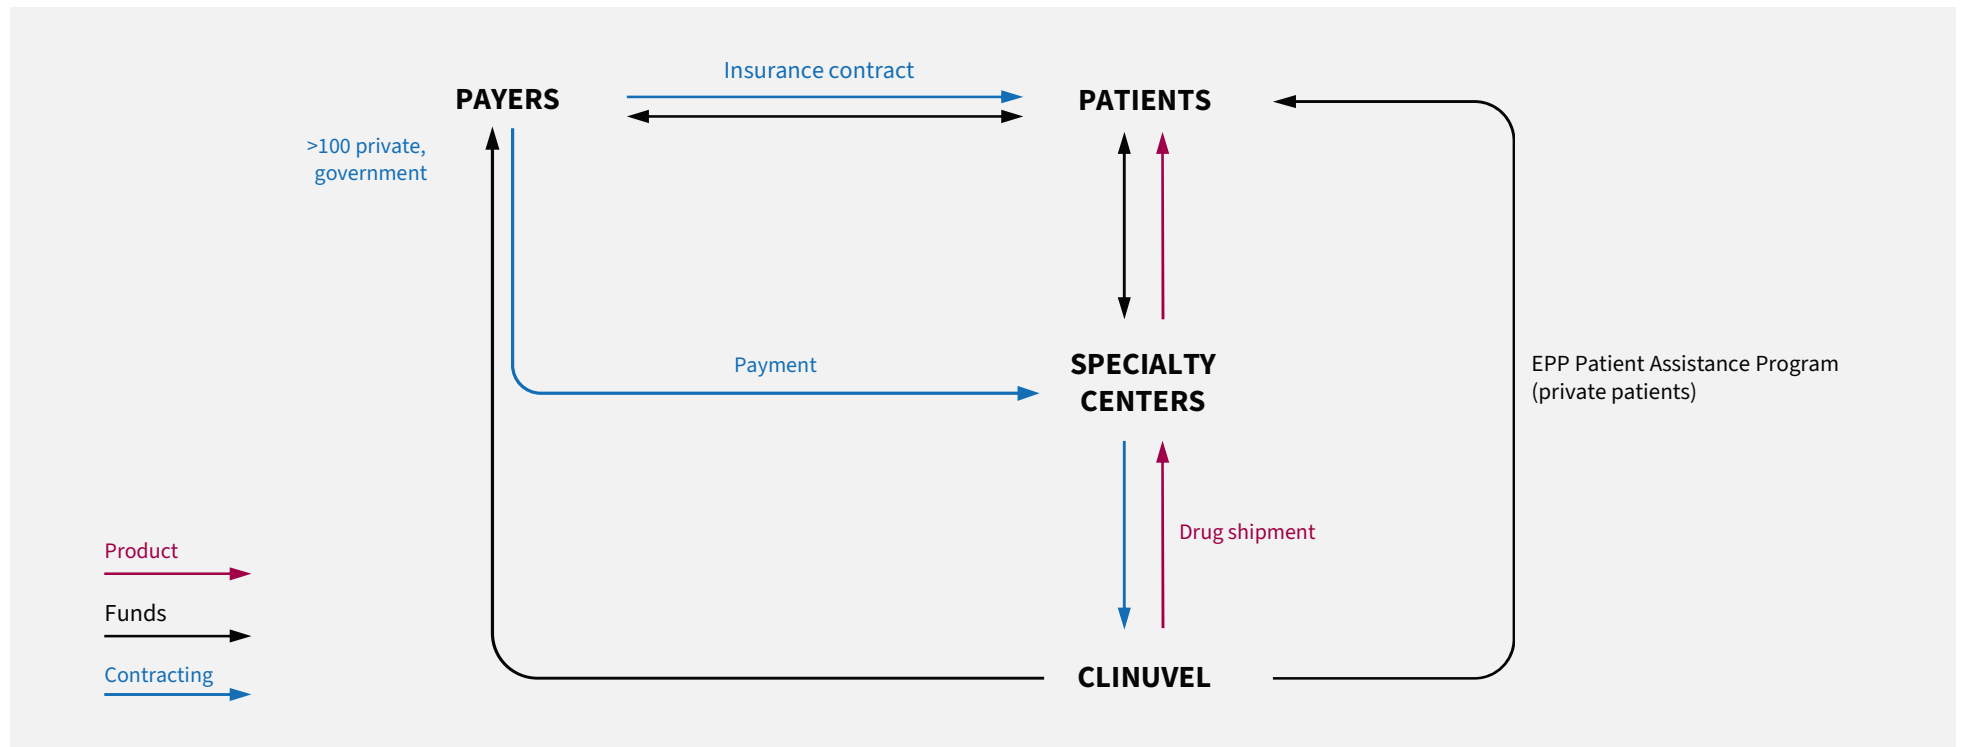 Insurance contract
PAYERS
PATIENTS
>100 private,
government
Payment
SPECIALTY
CENTERS
EPP Patient Assistance Program
(private patients)
Drug shipment
Product
Funds
Contracting
CLINUVEL